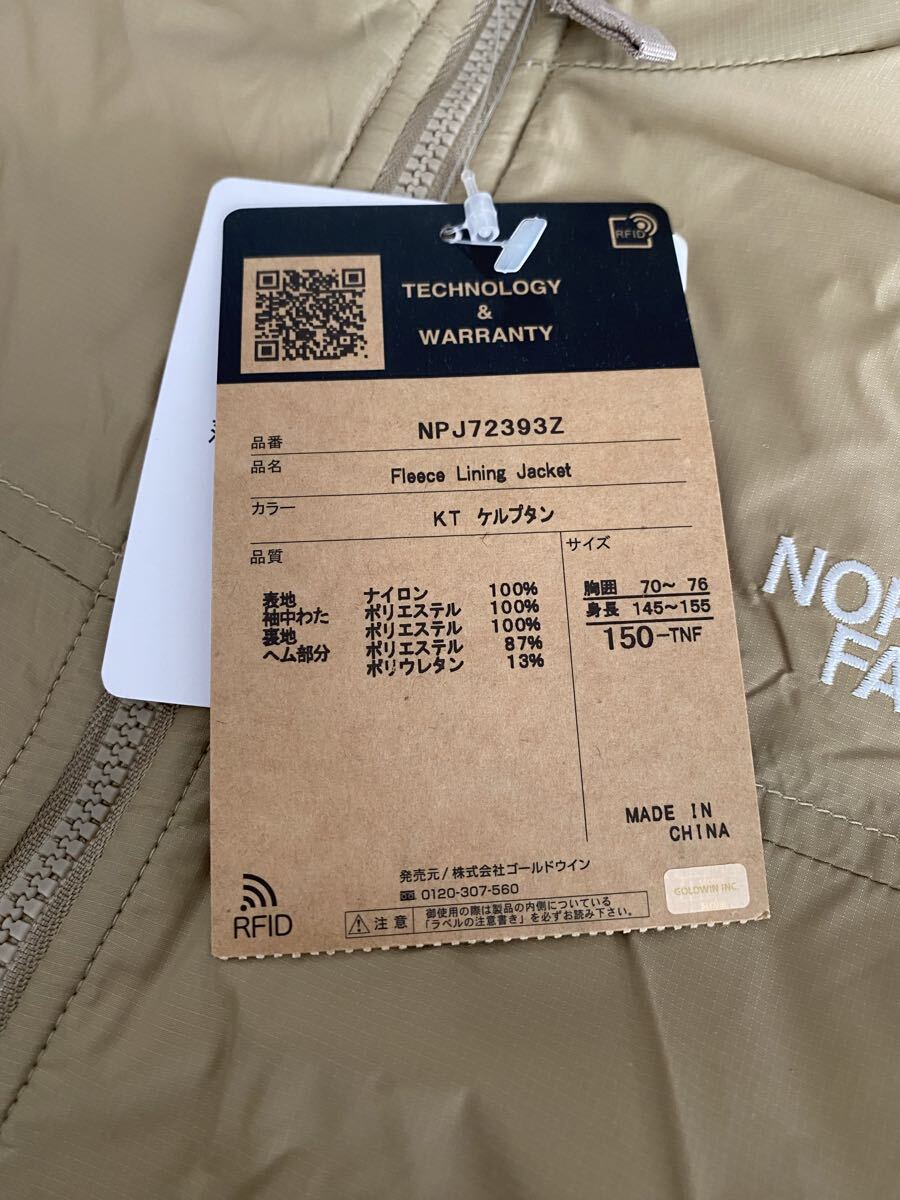 RFID
TECHNOLOGY
&
WARRANTY
品番 NPJ72393Z
品名 Fleece Lining Jacket
カラー KT ケルプタン
品質
表地 ナイロン 100%
袖中わた ポリエステル 100%
裏地 ポリエステル 100%
ヘム部分 ポリエステル 87%
ポリウレタン 13%
サイズ
胸囲 70～ 76
身長 145～155
150-TNF
MADE IN
CHINA
発売元/株式会社ゴールドウイン
0120-307-560
RFID
注意
御使用の際は製品の内側についている
「ラベルの注意書き」を必ずお読み下さい。
GOLDWIN INC.
NOR
FA